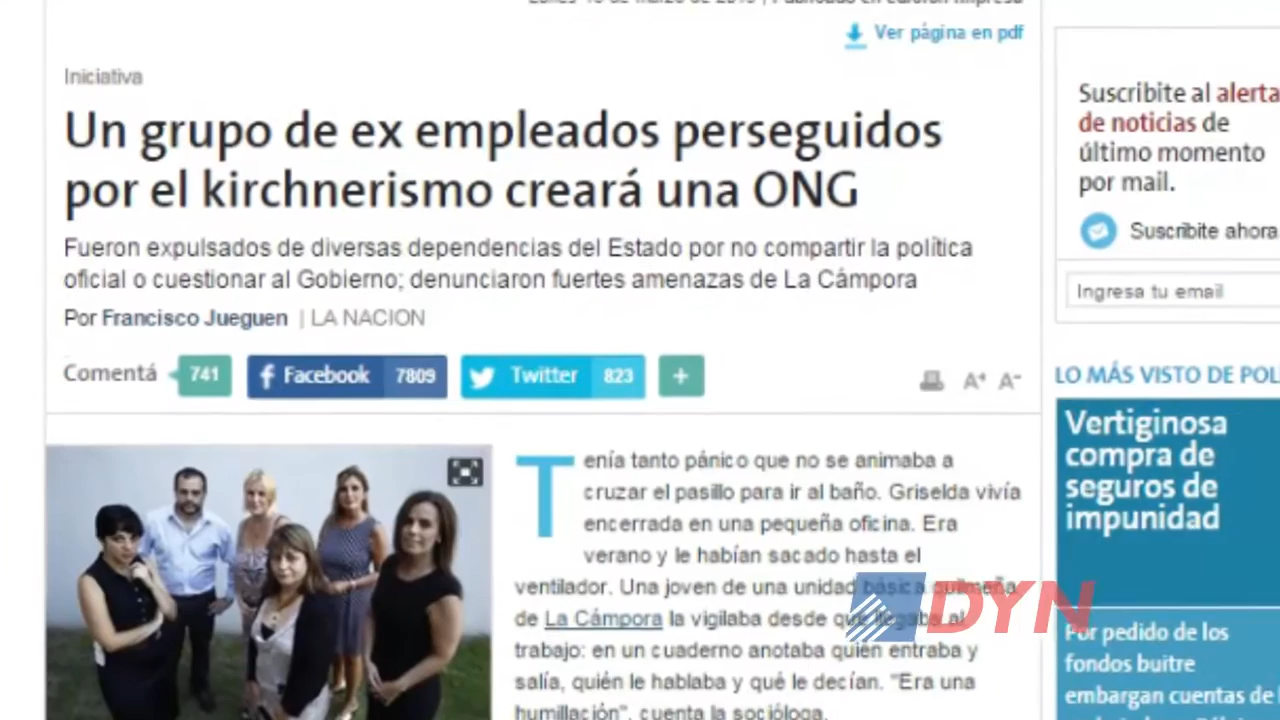 Ver página en pdf
Iniciativa
Un grupo de ex empleados perseguidos
por el kirchnerismo creará una ONG
Fueron expulsados de diversas dependencias del Estado por no compartir la política
oficial o cuestionar al Gobierno; denunciaron fuertes amenazas de La Cámpora
Por Francisco Jueguen | LA NACION
Comentá 741 Facebook 7809 Twitter 823 +
A+ A-
Tenía tanto pánico que no se animaba a
cruzar el pasillo para ir al baño. Griselda vivía
encerrada en una pequeña oficina. Era
verano y le habían sacado hasta el
ventilador. Una joven de una unidad básica quilmeña
de La Cámpora la vigilaba desde que llegaba al
trabajo: en un cuaderno anotaba quién entraba y
salía, quién le hablaba y qué le decían. "Era una
humillación", cuenta la socióloga.
DYN
Suscribite al alerta
de noticias de
último momento
por mail.
Suscribite ahora
Ingresa tu email
LO MÁS VISTO DE POLÍ
Vertiginosa
compra de
seguros de
impunidad
Por pedido de los
fondos buitre
embargan cuentas de